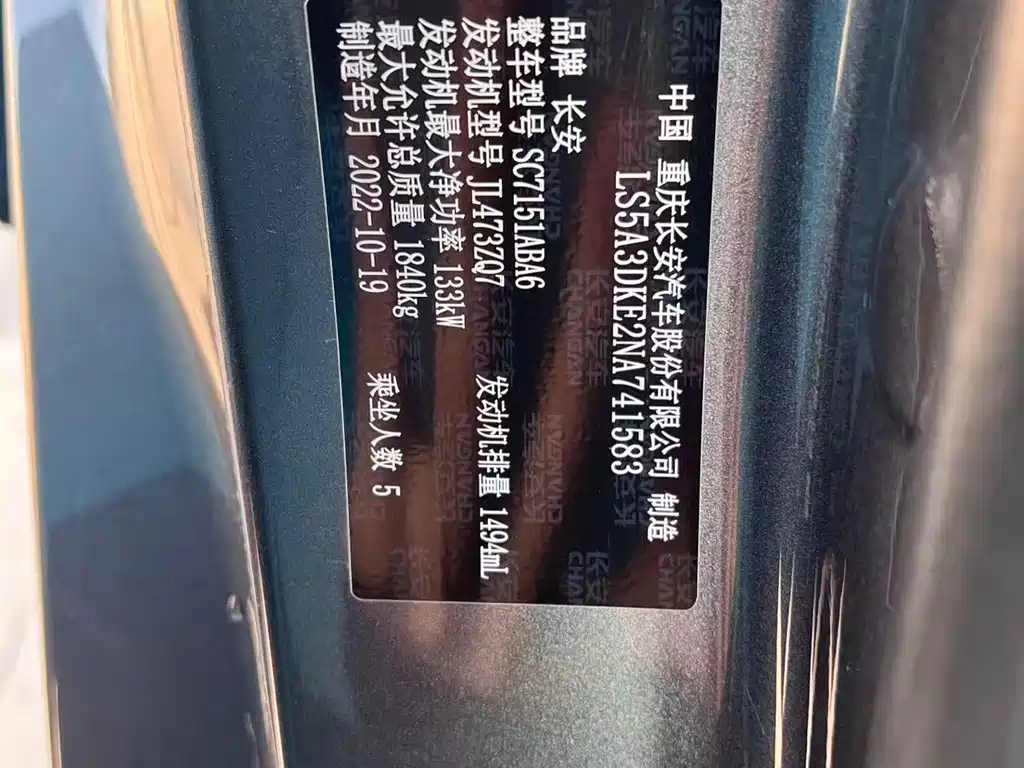 中国 重庆长安汽车股份有限公司 制造
LS5A3DKE2NA741583
品牌 长安
整车型号 SC7151ABA6
发动机型号 JL473ZQ7 发动机排量 1494mL
发动机最大净功率 133kW
最大允许总质量 1840kg
制造年月 2022-10-19 乘坐人数 5